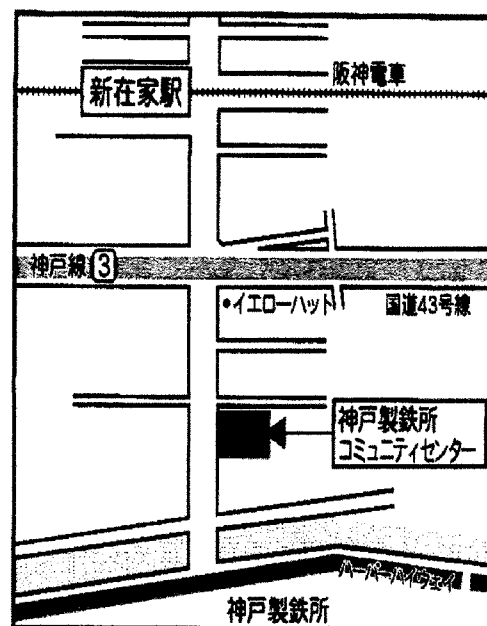 阪神電車
新在家駅
神戸線 3
•イエローハット
国道43号線
神戸製鉄所
コミュニティセンター
ハーバーハイウェイ
神戸製鉄所